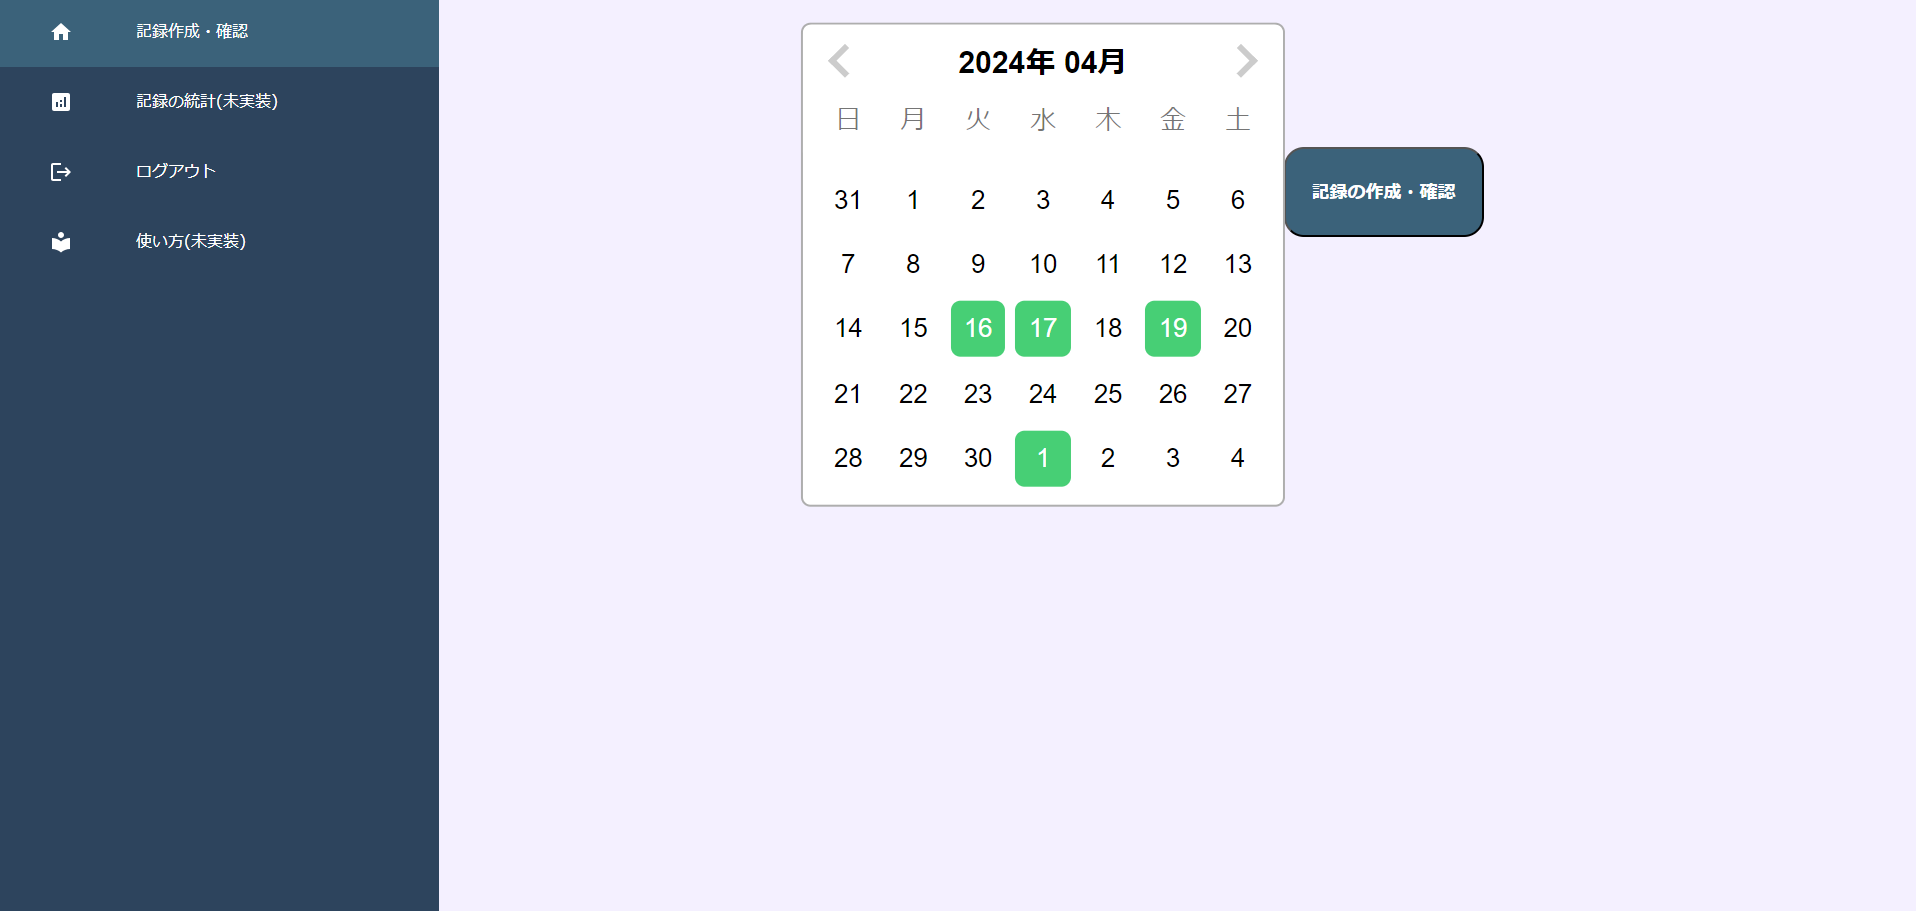 記録作成・確認
記録の統計(未実装)
ログアウト
使い方(未実装)
2024年 04月
日 月 火 水 木 金 土
31 1 2 3 4 5 6
7 8 9 10 11 12 13
14 15 16 17 18 19 20
21 22 23 24 25 26 27
28 29 30 1 2 3 4
記録の作成・確認